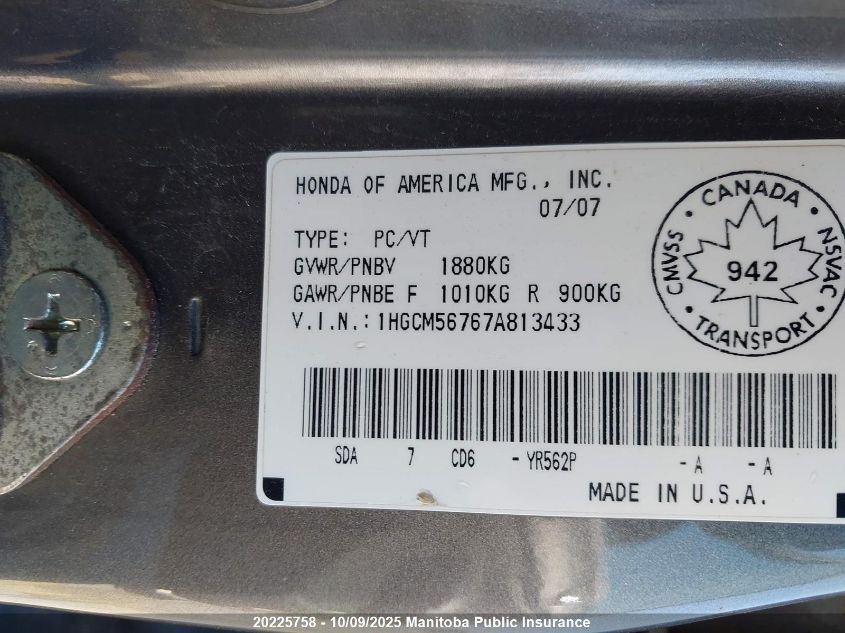 HONDA OF AMERICA MFG., INC.
07/07
TYPE: PC/VT
GVWR/PNBV 1880KG
GAWR/PNBE F 1010KG R 900KG
V.I.N.: 1HGCM56767A813433
CANADA
CMVSS
942
NSVAC
TRANSPORT
SDA 7 CD6 - YR562P - A - A
MADE IN U.S.A.
20225758 - 10/09/2025 Manitoba Public Insurance